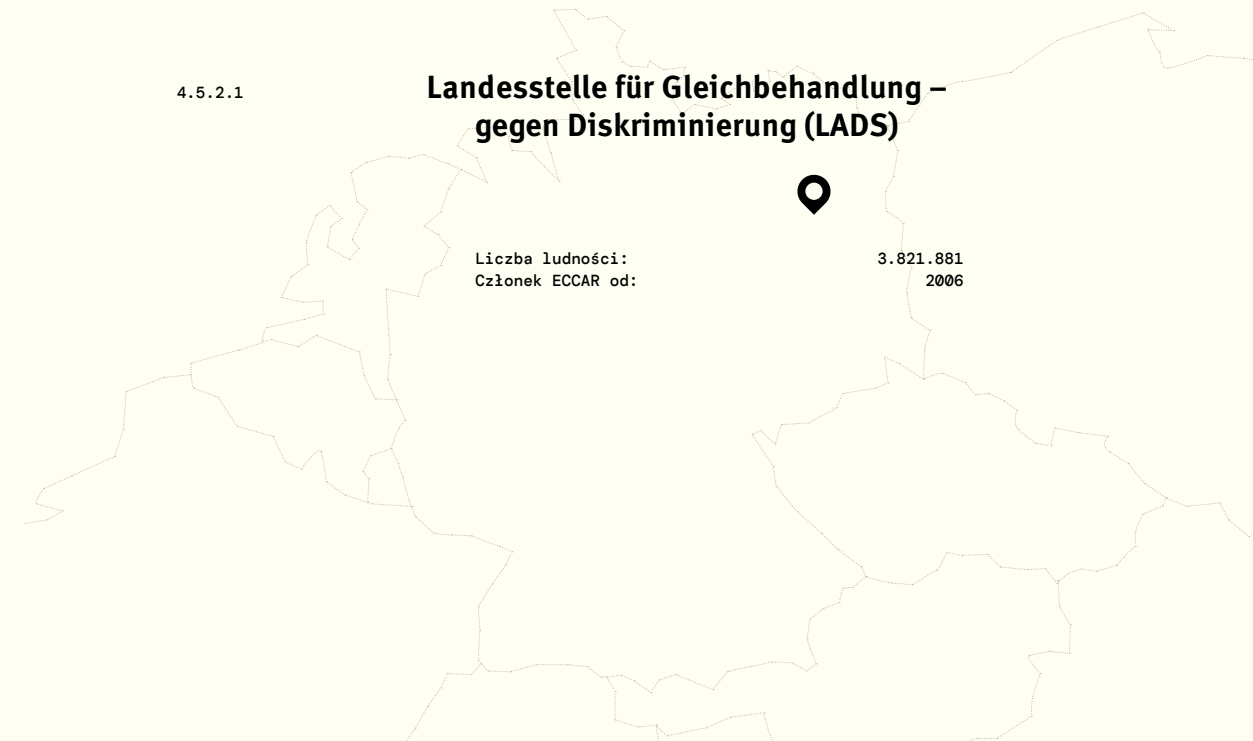 4.5.2.1
Landesstelle für Gleichbehandlung –
gegen Diskriminierung (LADS)
Liczba ludności: 3.821.881
Członek ECCAR od: 2006